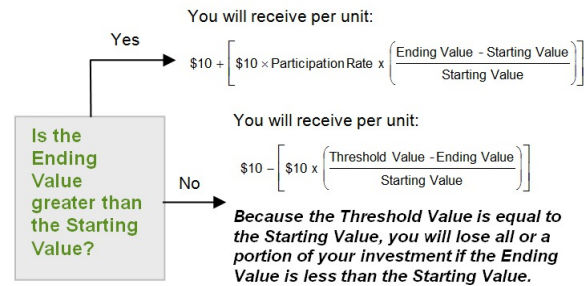 You will receive per unit:
Yes
$10 + [ $10 × Participation Rate x ( Ending Value - Starting Value / Starting Value ) ]
Is the
Ending
Value
greater than
the Starting
Value?
You will receive per unit:
No
$10 – [ $10 x ( Threshold Value - Ending Value / Starting Value ) ]
Because the Threshold Value is equal to
the Starting Value, you will lose all or a
portion of your investment if the Ending
Value is less than the Starting Value.